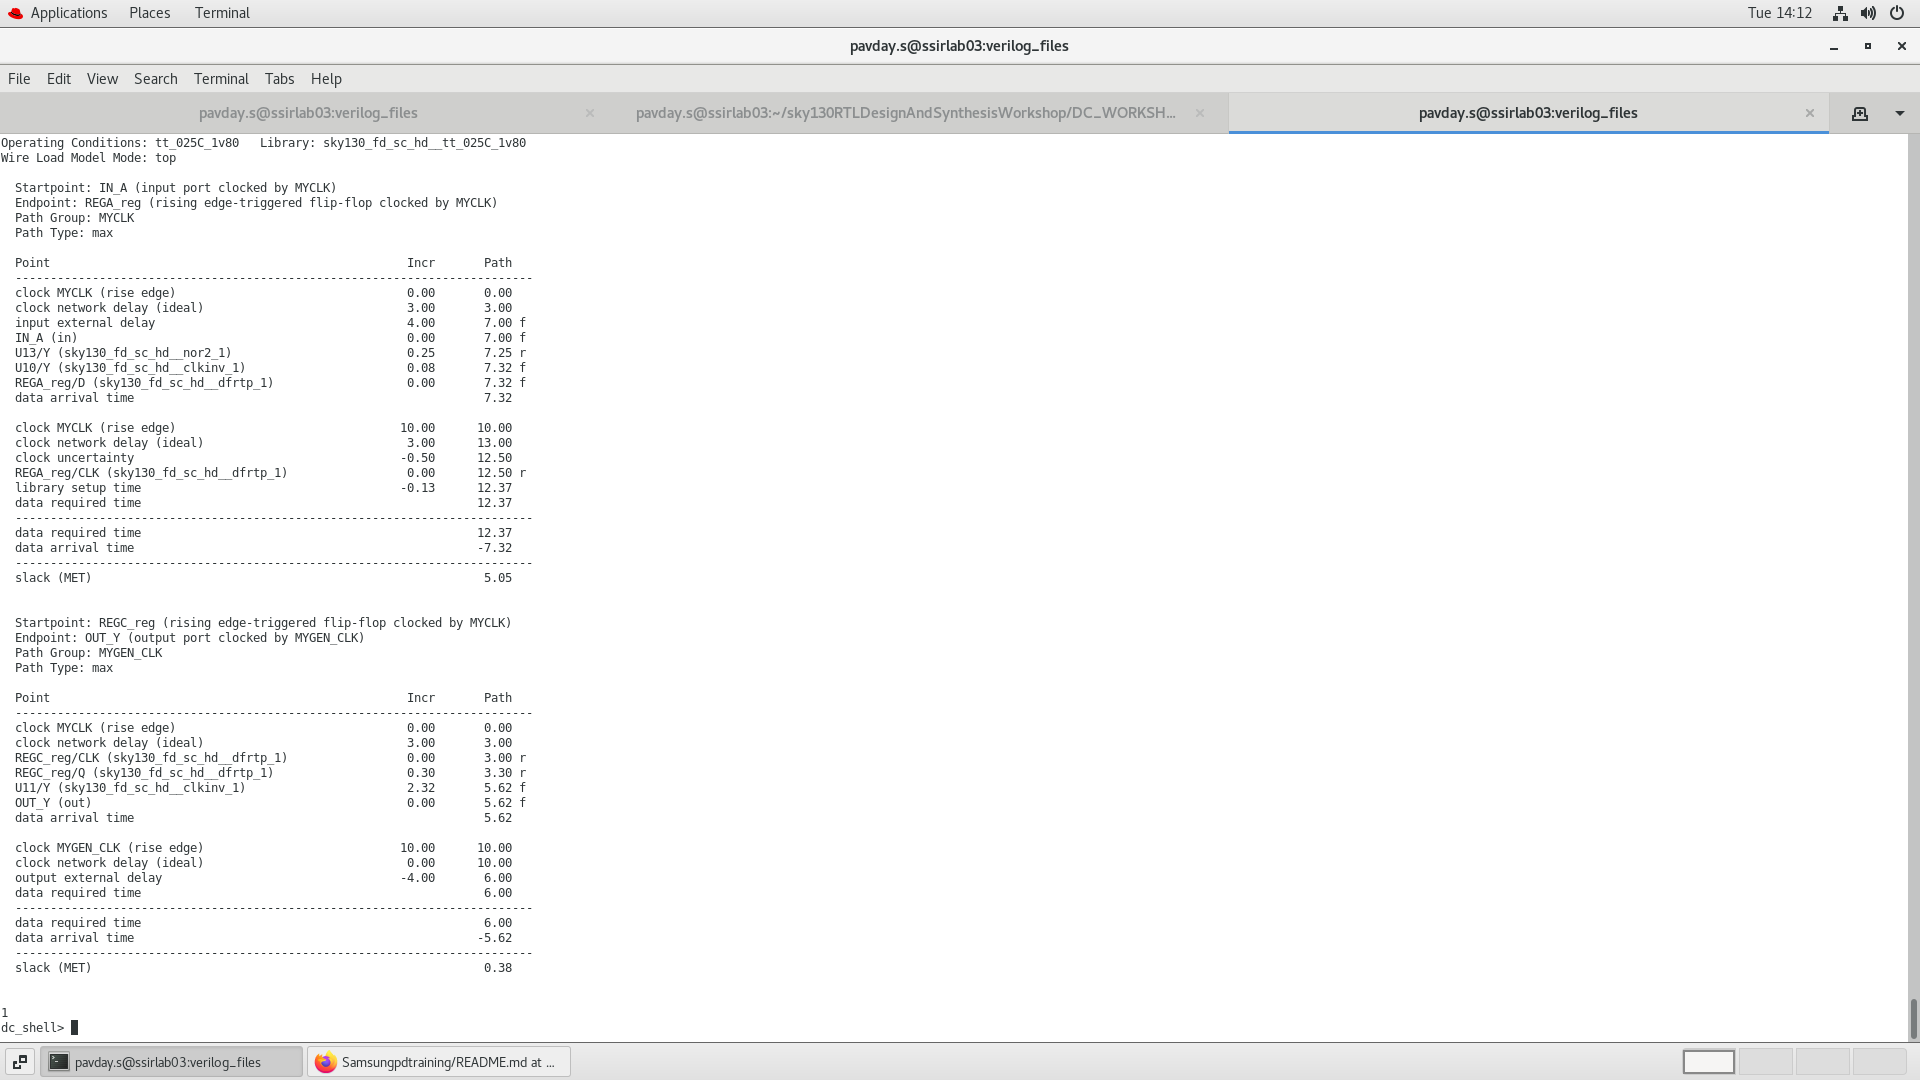 Applications Places Terminal Tue 14:12
pavday.s@ssirlab03:verilog_files
File Edit View Search Terminal Tabs Help
pavday.s@ssirlab03:verilog_files × pavday.s@ssirlab03:~/sky130RTLDesignAndSynthesisWorkshop/DC_WORKSH... × pavday.s@ssirlab03:verilog_files ×
Operating Conditions: tt_025C_1v80   Library: sky130_fd_sc_hd__tt_025C_1v80
Wire Load Model Mode: top
  Startpoint: IN_A (input port clocked by MYCLK)
  Endpoint: REGA_reg (rising edge-triggered flip-flop clocked by MYCLK)
  Path Group: MYCLK
  Path Type: max
  Point                                                   Incr       Path
  --------------------------------------------------------------------------
  clock MYCLK (rise edge)                                 0.00       0.00
  clock network delay (ideal)                             3.00       3.00
  input external delay                                    4.00       7.00 f
  IN_A (in)                                               0.00       7.00 f
  U13/Y (sky130_fd_sc_hd__nor2_1)                         0.25       7.25 r
  U10/Y (sky130_fd_sc_hd__clkinv_1)                       0.08       7.32 f
  REGA_reg/D (sky130_fd_sc_hd__dfrtp_1)                   0.00       7.32 f
  data arrival time                                                  7.32
  clock MYCLK (rise edge)                                10.00      10.00
  clock network delay (ideal)                             3.00      13.00
  clock uncertainty                                      -0.50      12.50
  REGA_reg/CLK (sky130_fd_sc_hd__dfrtp_1)                 0.00      12.50 r
  library setup time                                     -0.13      12.37
  data required time                                                12.37
  --------------------------------------------------------------------------
  data required time                                                12.37
  data arrival time                                                 -7.32
  --------------------------------------------------------------------------
  slack (MET)                                                        5.05
  Startpoint: REGC_reg (rising edge-triggered flip-flop clocked by MYCLK)
  Endpoint: OUT_Y (output port clocked by MYGEN_CLK)
  Path Group: MYGEN_CLK
  Path Type: max
  Point                                                   Incr       Path
  --------------------------------------------------------------------------
  clock MYCLK (rise edge)                                 0.00       0.00
  clock network delay (ideal)                             3.00       3.00
  REGC_reg/CLK (sky130_fd_sc_hd__dfrtp_1)                 0.00       3.00 r
  REGC_reg/Q (sky130_fd_sc_hd__dfrtp_1)                   0.30       3.30 r
  U11/Y (sky130_fd_sc_hd__clkinv_1)                       2.32       5.62 f
  OUT_Y (out)                                             0.00       5.62 f
  data arrival time                                                  5.62
  clock MYGEN_CLK (rise edge)                            10.00      10.00
  clock network delay (ideal)                             0.00      10.00
  output external delay                                  -4.00       6.00
  data required time                                                 6.00
  --------------------------------------------------------------------------
  data required time                                                 6.00
  data arrival time                                                 -5.62
  --------------------------------------------------------------------------
  slack (MET)                                                        0.38
1
dc_shell>
pavday.s@ssirlab03:verilog_files Samsungpdtraining/README.md at ...